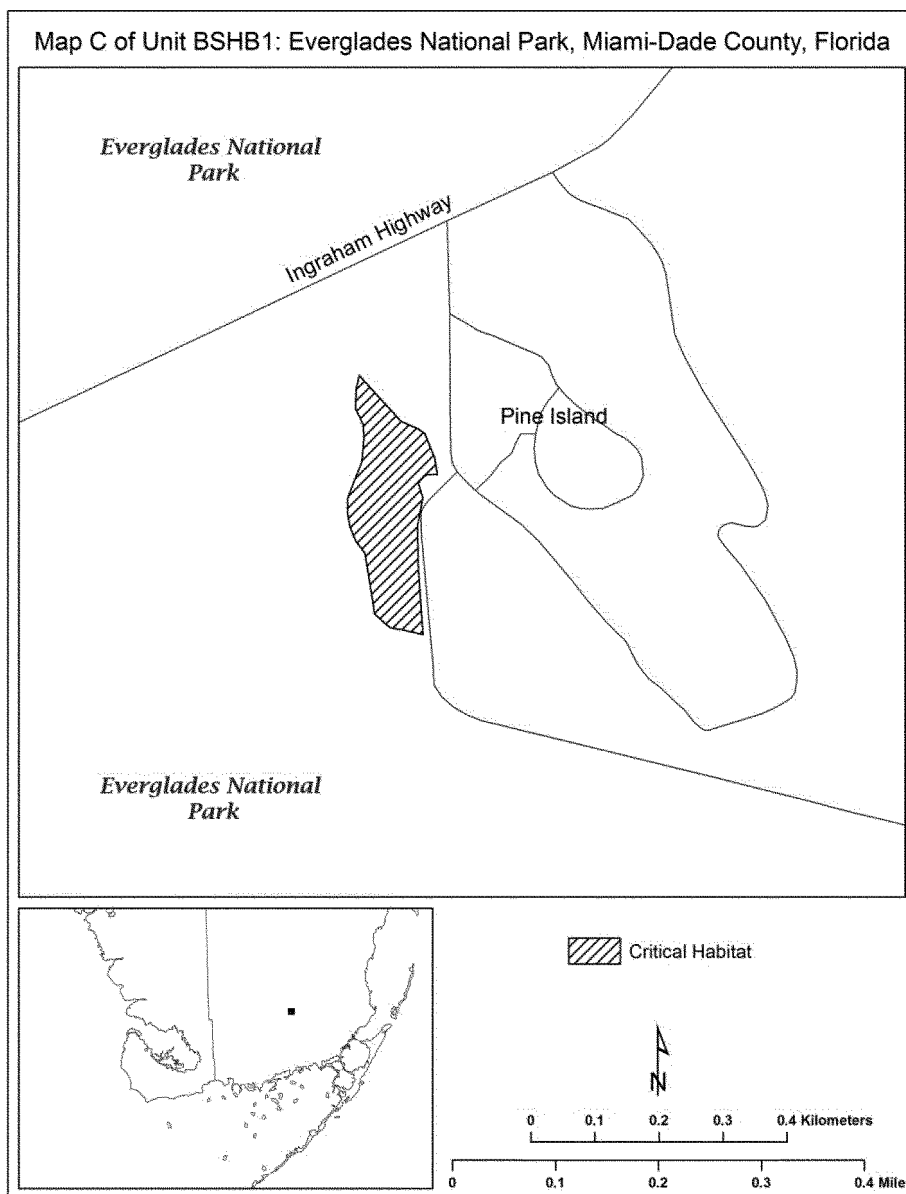 Map C of Unit BSHB1: Everglades National Park, Miami-Dade County, Florida
Everglades National
Park
Ingraham Highway
Pine Island
Everglades National
Park
Critical Habitat
N
0 0.1 0.2 0.3 0.4 Kilometers
0 0.1 0.2 0.3 0.4 Mile